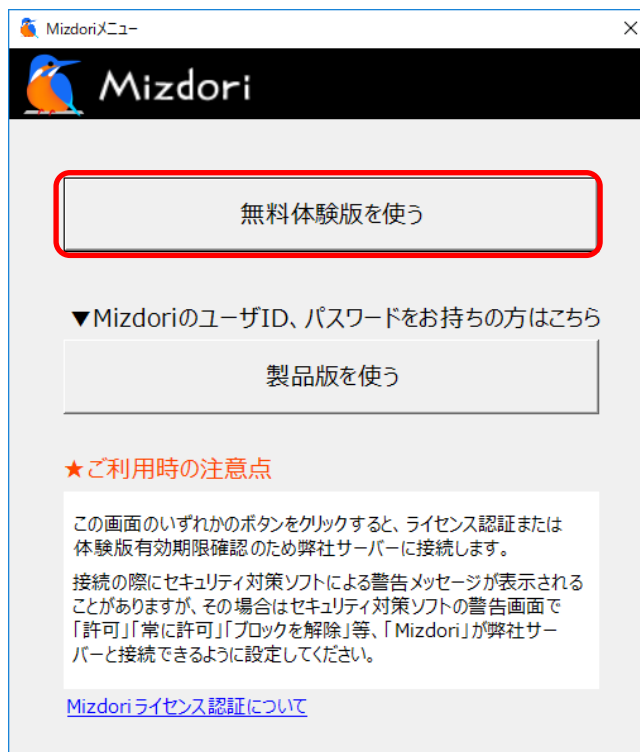 Mizdoriメニュー
Mizdori
無料体験版を使う
▼MizdoriのユーザID、パスワードをお持ちの方はこちら
製品版を使う
★ご利用時の注意点
この画面のいずれかのボタンをクリックすると、ライセンス認証または
体験版有効期限確認のため弊社サーバーに接続します。
接続の際にセキュリティ対策ソフトによる警告メッセージが表示される
ことがありますが、その場合はセキュリティ対策ソフトの警告画面で
「許可」「常に許可」「ブロックを解除」等、「Mizdori」が弊社サー
バーと接続できるように設定してください。
Mizdoriライセンス認証について